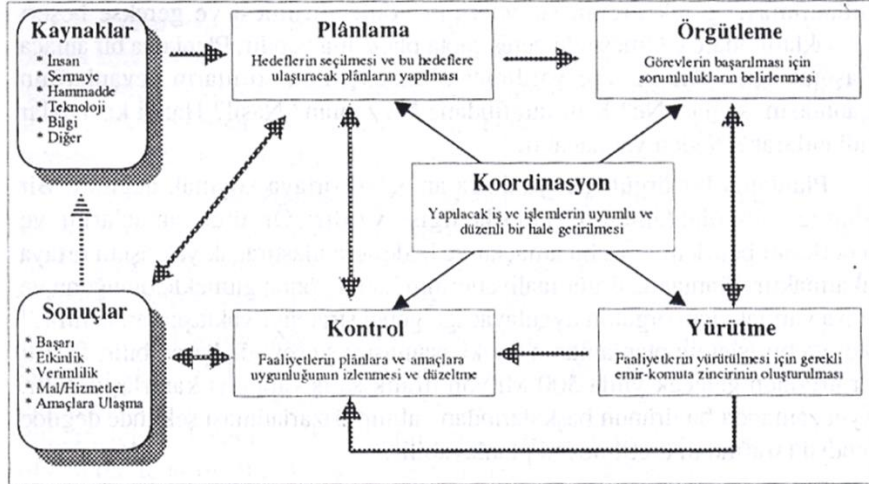 Kaynaklar
* İnsan
* Sermaye
* Hammadde
* Teknoloji
* Bilgi
* Diğer
Plânlama
Hedeflerin seçilmesi ve bu hedeflere
ulaştıracak plânların yapılması
Örgütleme
Görevlerin başarılması için
sorumlulukların belirlenmesi
Koordinasyon
Yapılacak iş ve işlemlerin uyumlu ve
düzenli bir hale getirilmesi
Sonuçlar
* Başarı
* Etkinlik
* Verimlilik
* Mal/Hizmetler
* Amaçlara Ulaşım
Kontrol
Faaliyetlerin plânlara ve amaçlara
uygunluğunun izlenmesi ve düzeltme
Yürütme
Faaliyetlerin yürütülmesi için gerekli
emir-komuta zincirinin oluşturulması